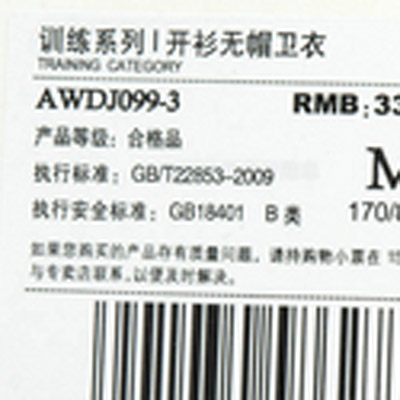 训练系列 | 开衫无帽卫衣
TRAINING CATEGORY
AWDJ099-3 RMB:33
产品等级：合格品
执行标准：GB/T22853-2009 M
执行安全标准：GB18401 B 类 170/
如果您购买的产品存有质量问题，请持购物小票在 15
与专卖店联系，以便及时解决。